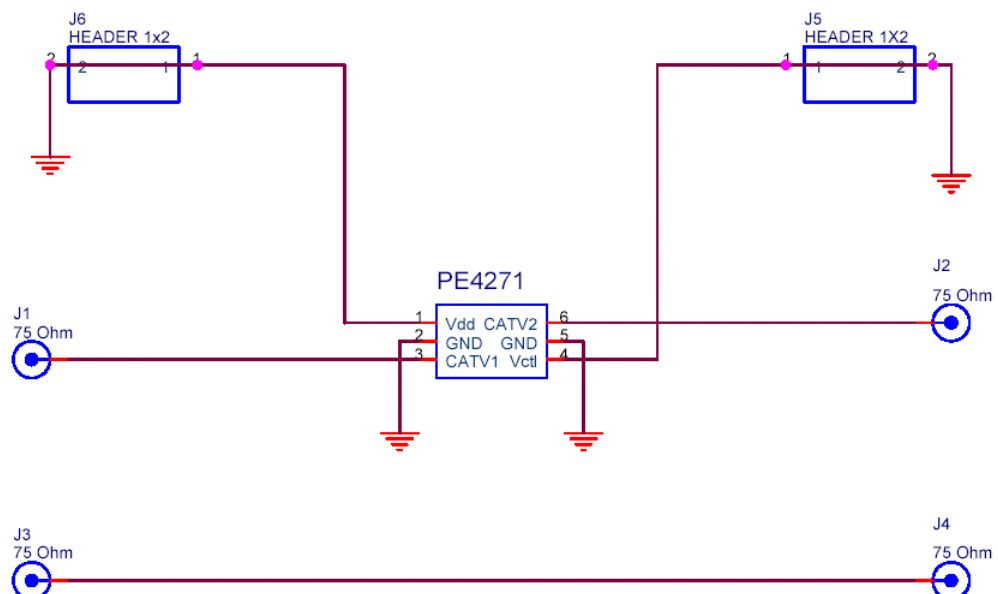 J6
HEADER 1x2
2 2 1 1
J5
HEADER 1X2
1 1 2 2
PE4271
J2
75 Ohm
J1
75 Ohm
1 Vdd CATV2 6
2 GND GND 5
3 CATV1 Vctl 4
J3
75 Ohm
J4
75 Ohm